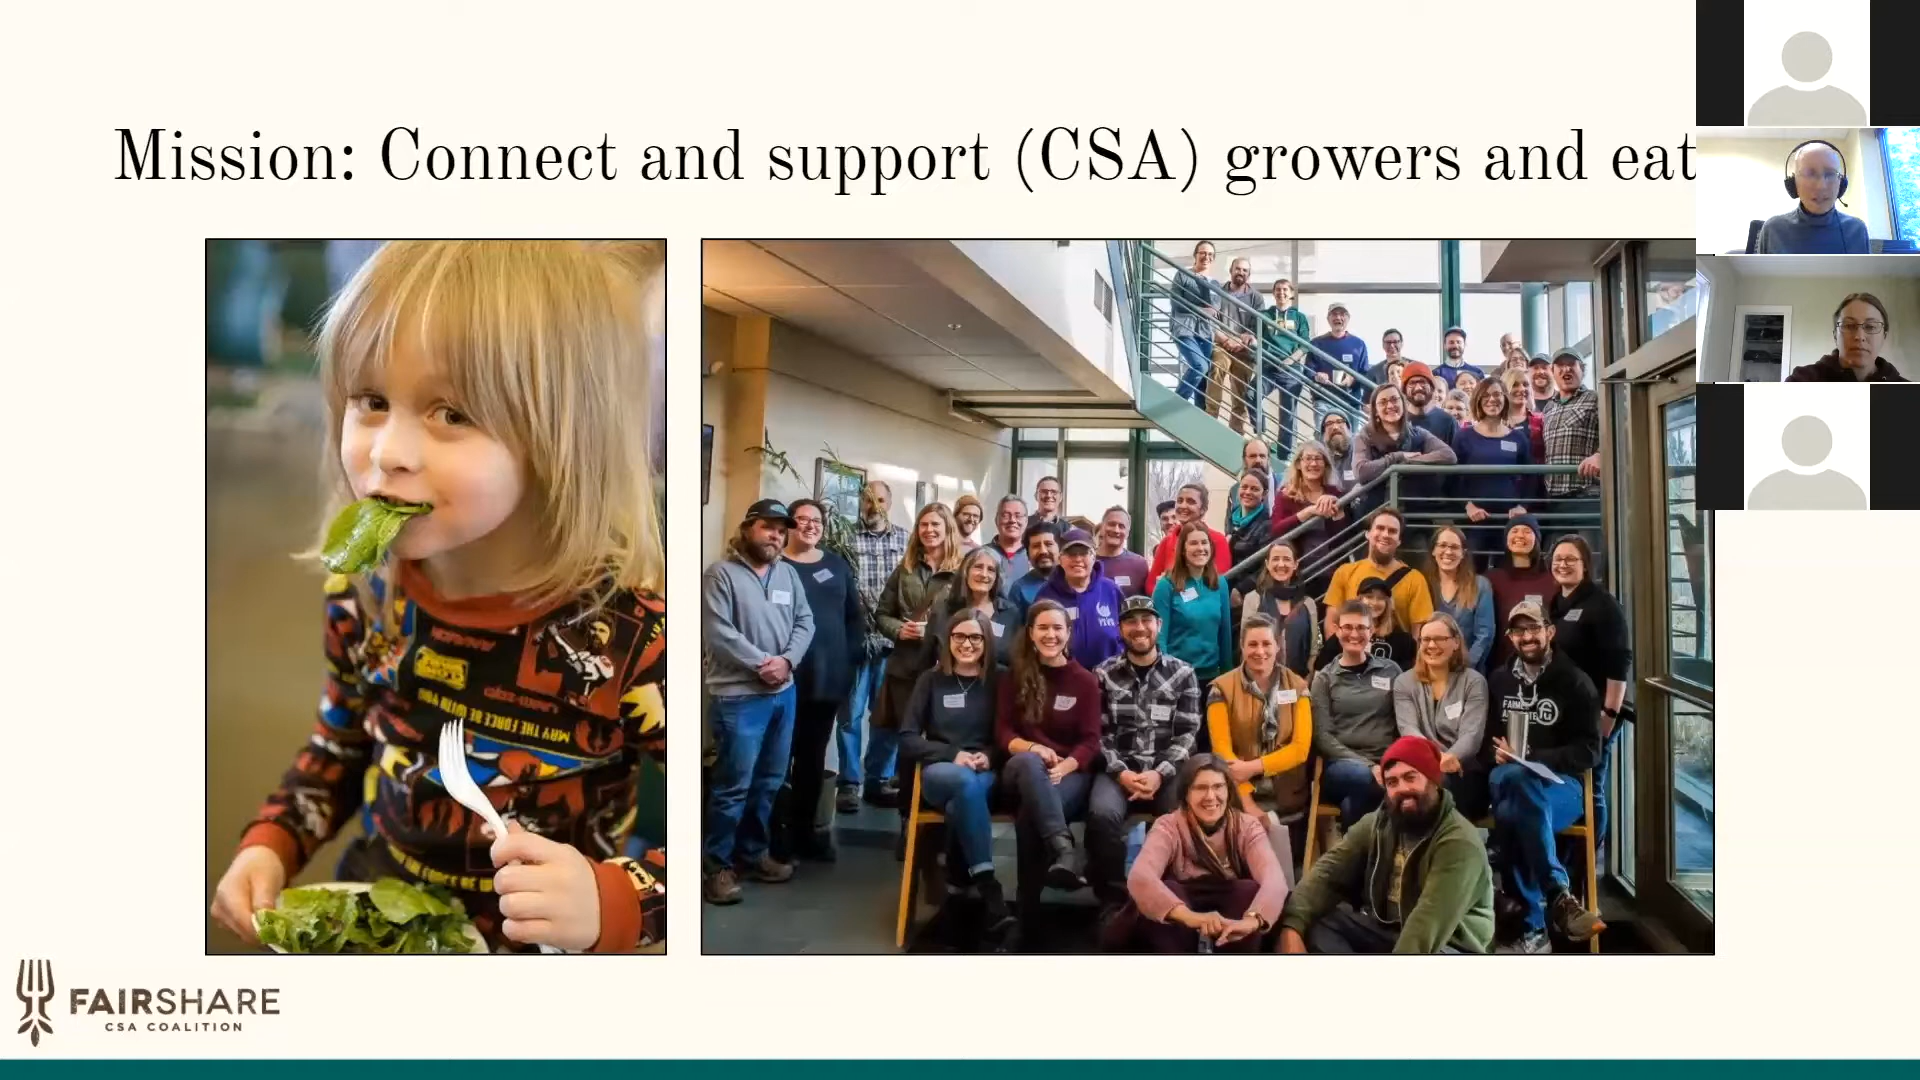 Mission: Connect and support (CSA) growers and eat
MAY THE FORCE BE WITH YOU
FAIRSHARE
CSA COALITION